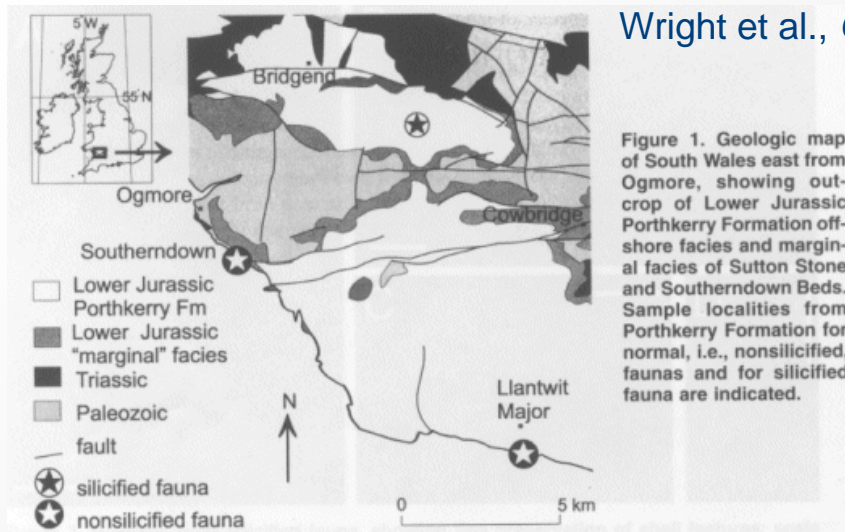 Wright et al.,
5°W
55°N
Bridgend
Ogmore
Cowbridge
Southerndown
Lower Jurassic
Porthkerry Fm
Lower Jurassic
"marginal" facies
Triassic
Paleozoic
fault
silicified fauna
nonsilicified fauna
N
Llantwit
Major
0 5 km
Figure 1. Geologic map
of South Wales east from
Ogmore, showing out-
crop of Lower Jurassic
Porthkerry Formation off-
shore facies and margin-
al facies of Sutton Stone
and Southerndown Beds.
Sample localities from
Porthkerry Formation for
normal, i.e., nonsilicified,
faunas and for silicified
fauna are indicated.